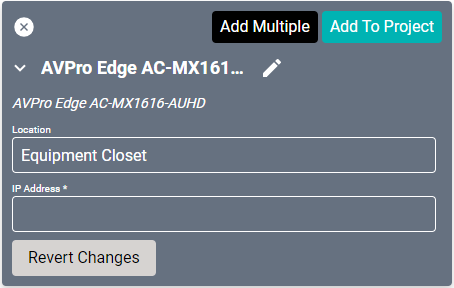 Add Multiple
Add To Project
AVPro Edge AC-MX161...
AVPro Edge AC-MX1616-AUHD
Location
Equipment Closet
IP Address *
Revert Changes